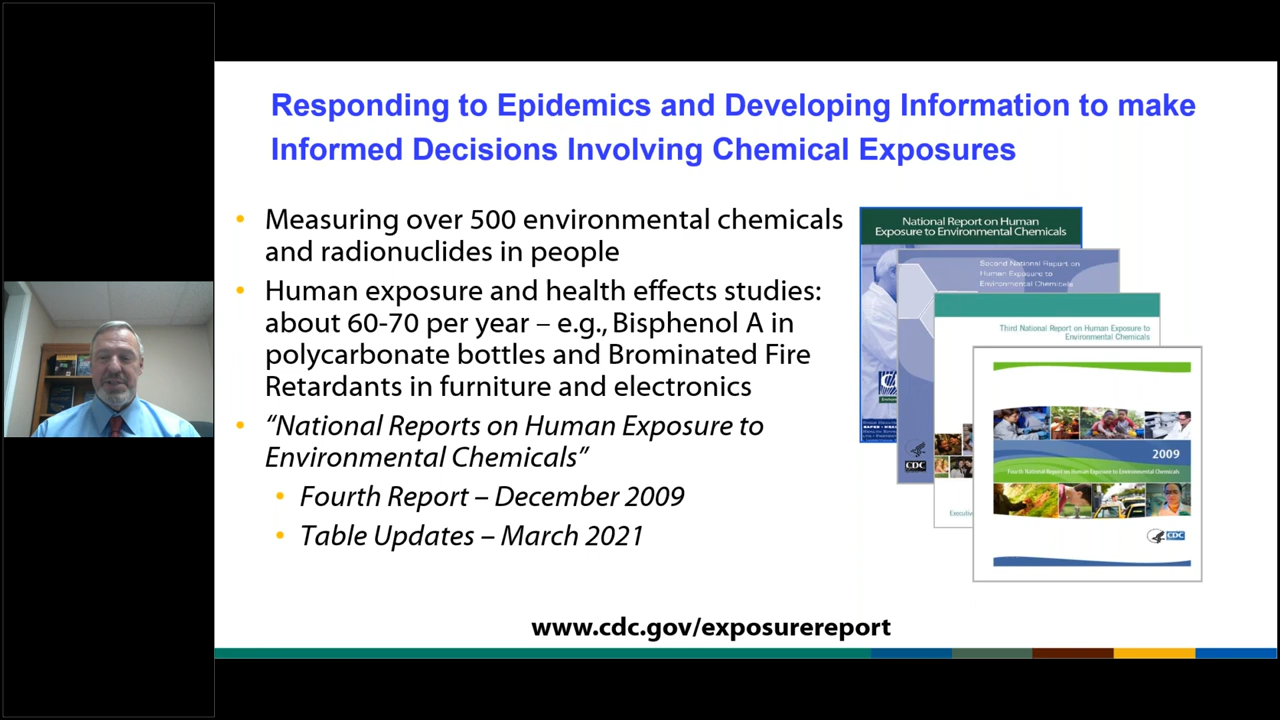 Responding to Epidemics and Developing Information to make
Informed Decisions Involving Chemical Exposures
• Measuring over 500 environmental chemicals
and radionuclides in people
• Human exposure and health effects studies:
about 60-70 per year – e.g., Bisphenol A in
polycarbonate bottles and Brominated Fire
Retardants in furniture and electronics
• “National Reports on Human Exposure to
Environmental Chemicals”
• Fourth Report – December 2009
• Table Updates – March 2021
National Report on Human
Exposure to Environmental Chemicals
Second National Report on
Human Exposure to
Environmental Chemicals
CDC
Third National Report on Human Exposure to
Environmental Chemicals
2009
Fourth National Report on Human Exposure to Environmental Chemicals
CDC
www.cdc.gov/exposurereport